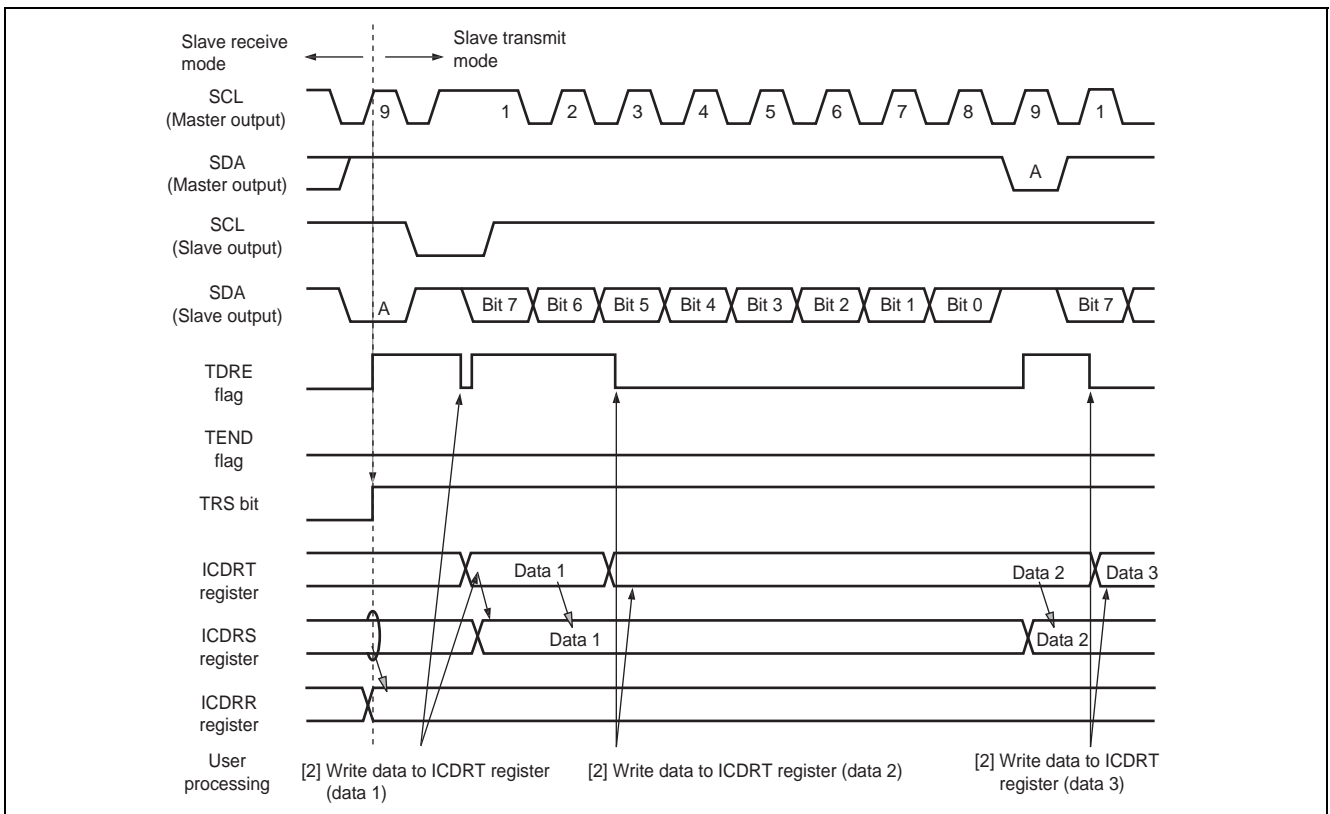 Slave receive
mode
Slave transmit
mode
SCL
(Master output)
9 1 2 3 4 5 6 7 8 9 1
SDA
(Master output)
A
SCL
(Slave output)
SDA
(Slave output)
A Bit 7 Bit 6 Bit 5 Bit 4 Bit 3 Bit 2 Bit 1 Bit 0 Bit 7
TDRE
flag
TEND
flag
TRS bit
ICDRT
register
Data 1 Data 2 Data 3
ICDRS
register
Data 1 Data 2
ICDRR
register
User
processing
[2] Write data to ICDRT register
(data 1)
[2] Write data to ICDRT register (data 2)
[2] Write data to ICDRT
register (data 3)